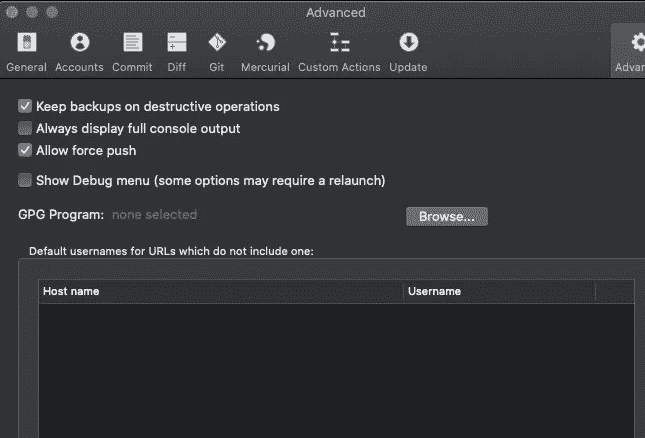 Advanced
General Accounts Commit Diff Git Mercurial Custom Actions Update Advan
Keep backups on destructive operations
Always display full console output
Allow force push
Show Debug menu (some options may require a relaunch)
GPG Program: none selected Browse...
Default usernames for URLs which do not include one:
Host name Username